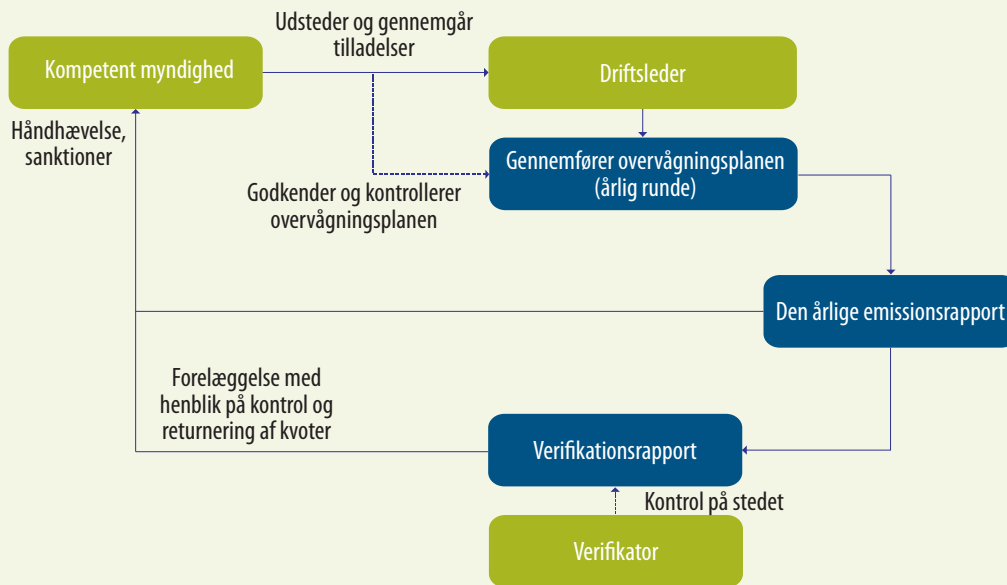 Udsteder og gennemgår
tilladelser
Kompetent myndighed
Driftsleder
Håndhævelse,
sanktioner
Gennemfører overvågningsplanen
(årlig runde)
Godkender og kontrollerer
overvågningsplanen
Den årlige emissionsrapport
Forelæggelse med
henblik på kontrol og
returnering af kvoter
Verifikationsrapport
Kontrol på stedet
Verifikator